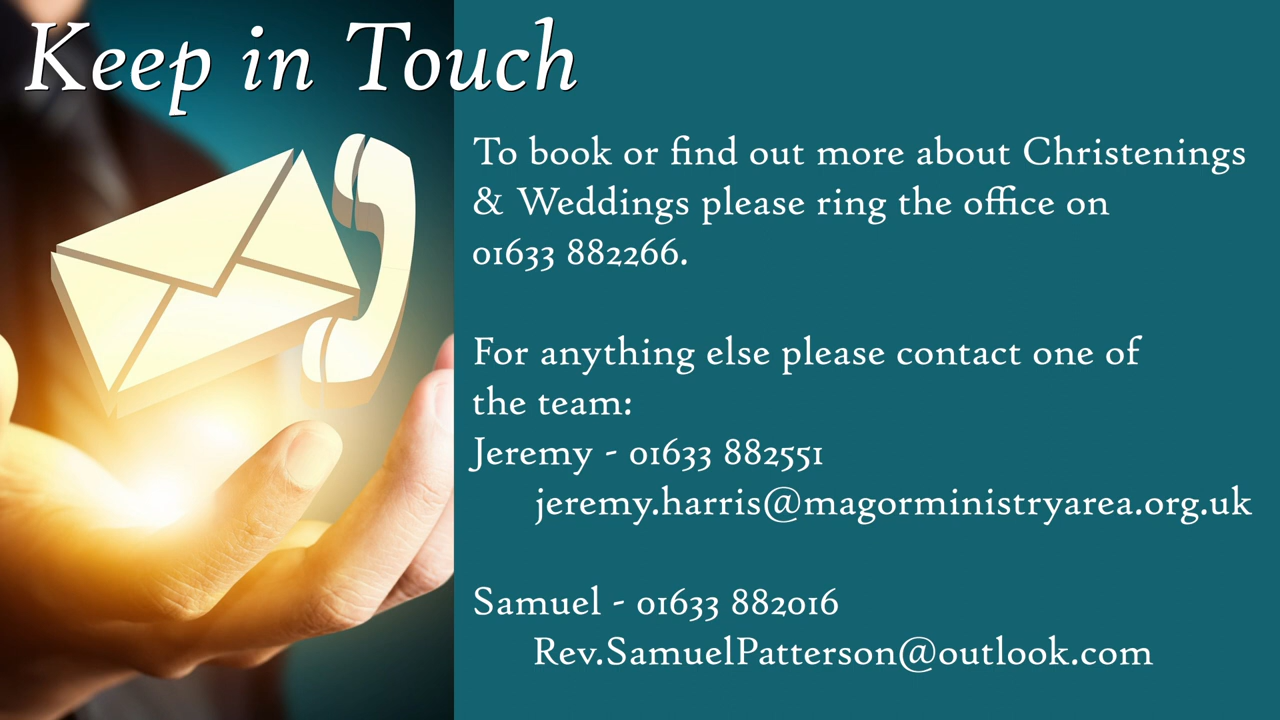 Keep in Touch
To book or find out more about Christenings
& Weddings please ring the office on
01633 882266.
For anything else please contact one of
the team:
Jeremy - 01633 882551
jeremy.harris@magorministryarea.org.uk
Samuel - 01633 882016
Rev.SamuelPatterson@outlook.com